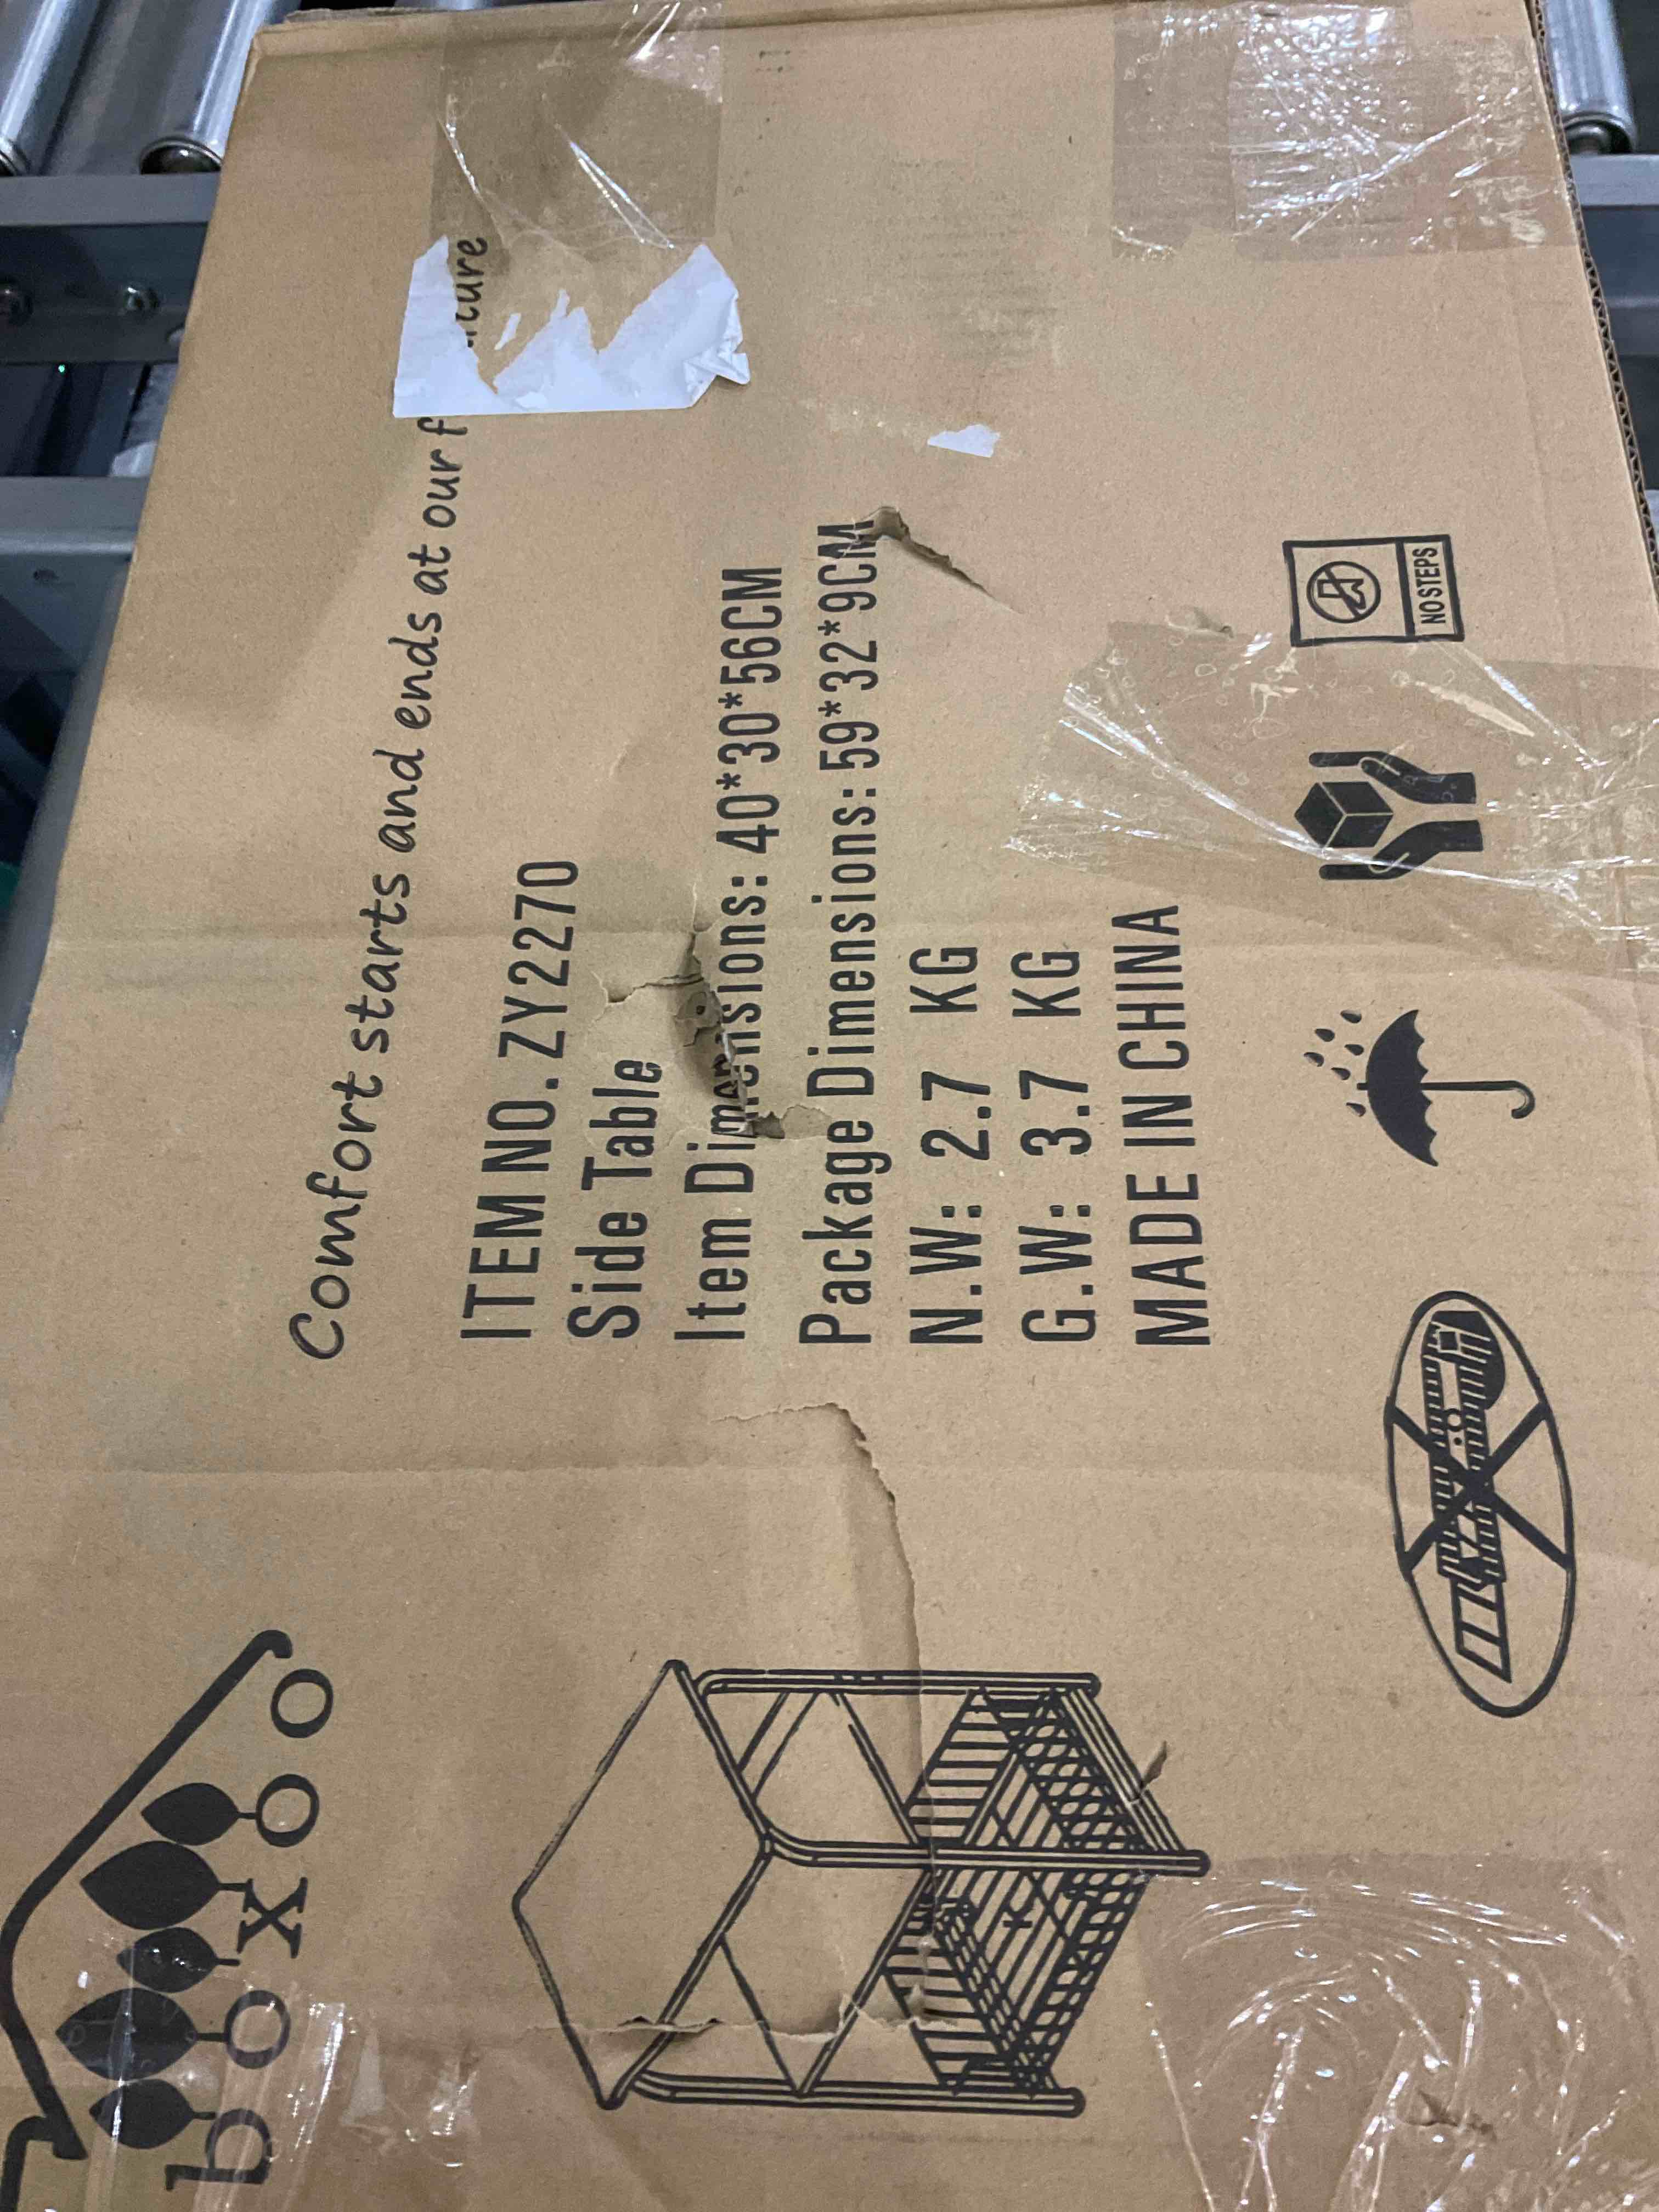 booxoo
Comfort starts and ends at our f
ITEM NO. ZY2270
Side Table
Item Dimensions: 40*30*56CM
Package Dimensions: 59*32*9CM
N.W: 2.7 KG
G.W: 3.7 KG
MADE IN CHINA
NO STEPS